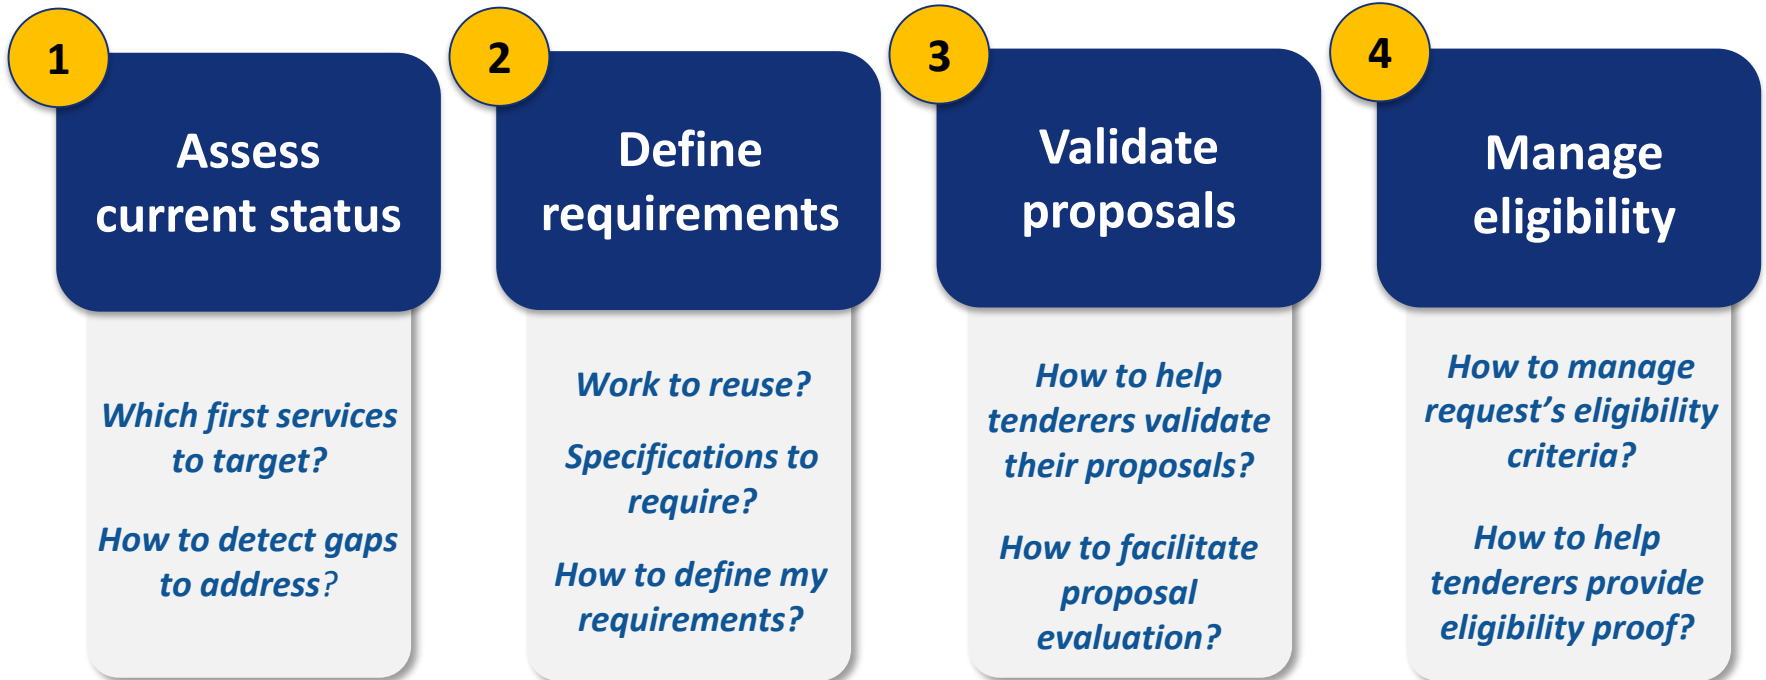 1
Assess
current status
Which first services
to target?
How to detect gaps
to address?
2
Define
requirements
Work to reuse?
Specifications to
require?
How to define my
requirements?
3
Validate
proposals
How to help
tenderers validate
their proposals?
How to facilitate
proposal
evaluation?
4
Manage
eligibility
How to manage
request’s eligibility
criteria?
How to help
tenderers provide
eligibility proof?